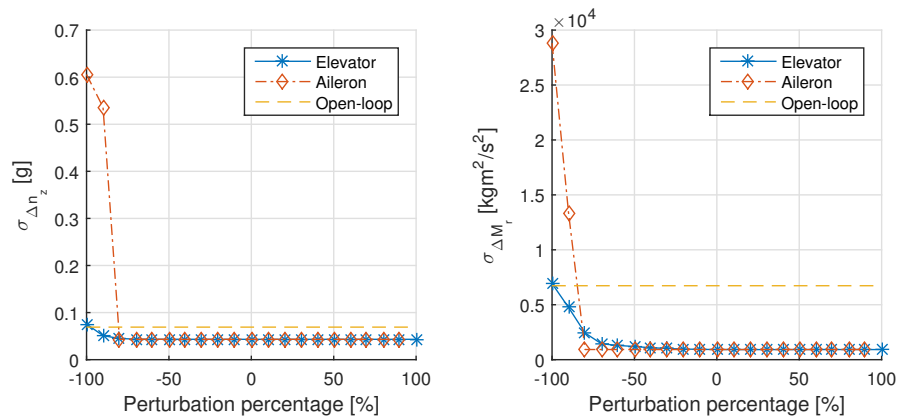 0.7
0.6
0.5
0.4
0.3
0.2
0.1
0
σ Δn_z [g]
-100 -50 0 50 100
Perturbation percentage [%]
Elevator
Aileron
Open-loop
×10^4
3
2.5
2
1.5
1
0.5
0
σ ΔM_r [kgm²/s²]
-100 -50 0 50 100
Perturbation percentage [%]
Elevator
Aileron
Open-loop